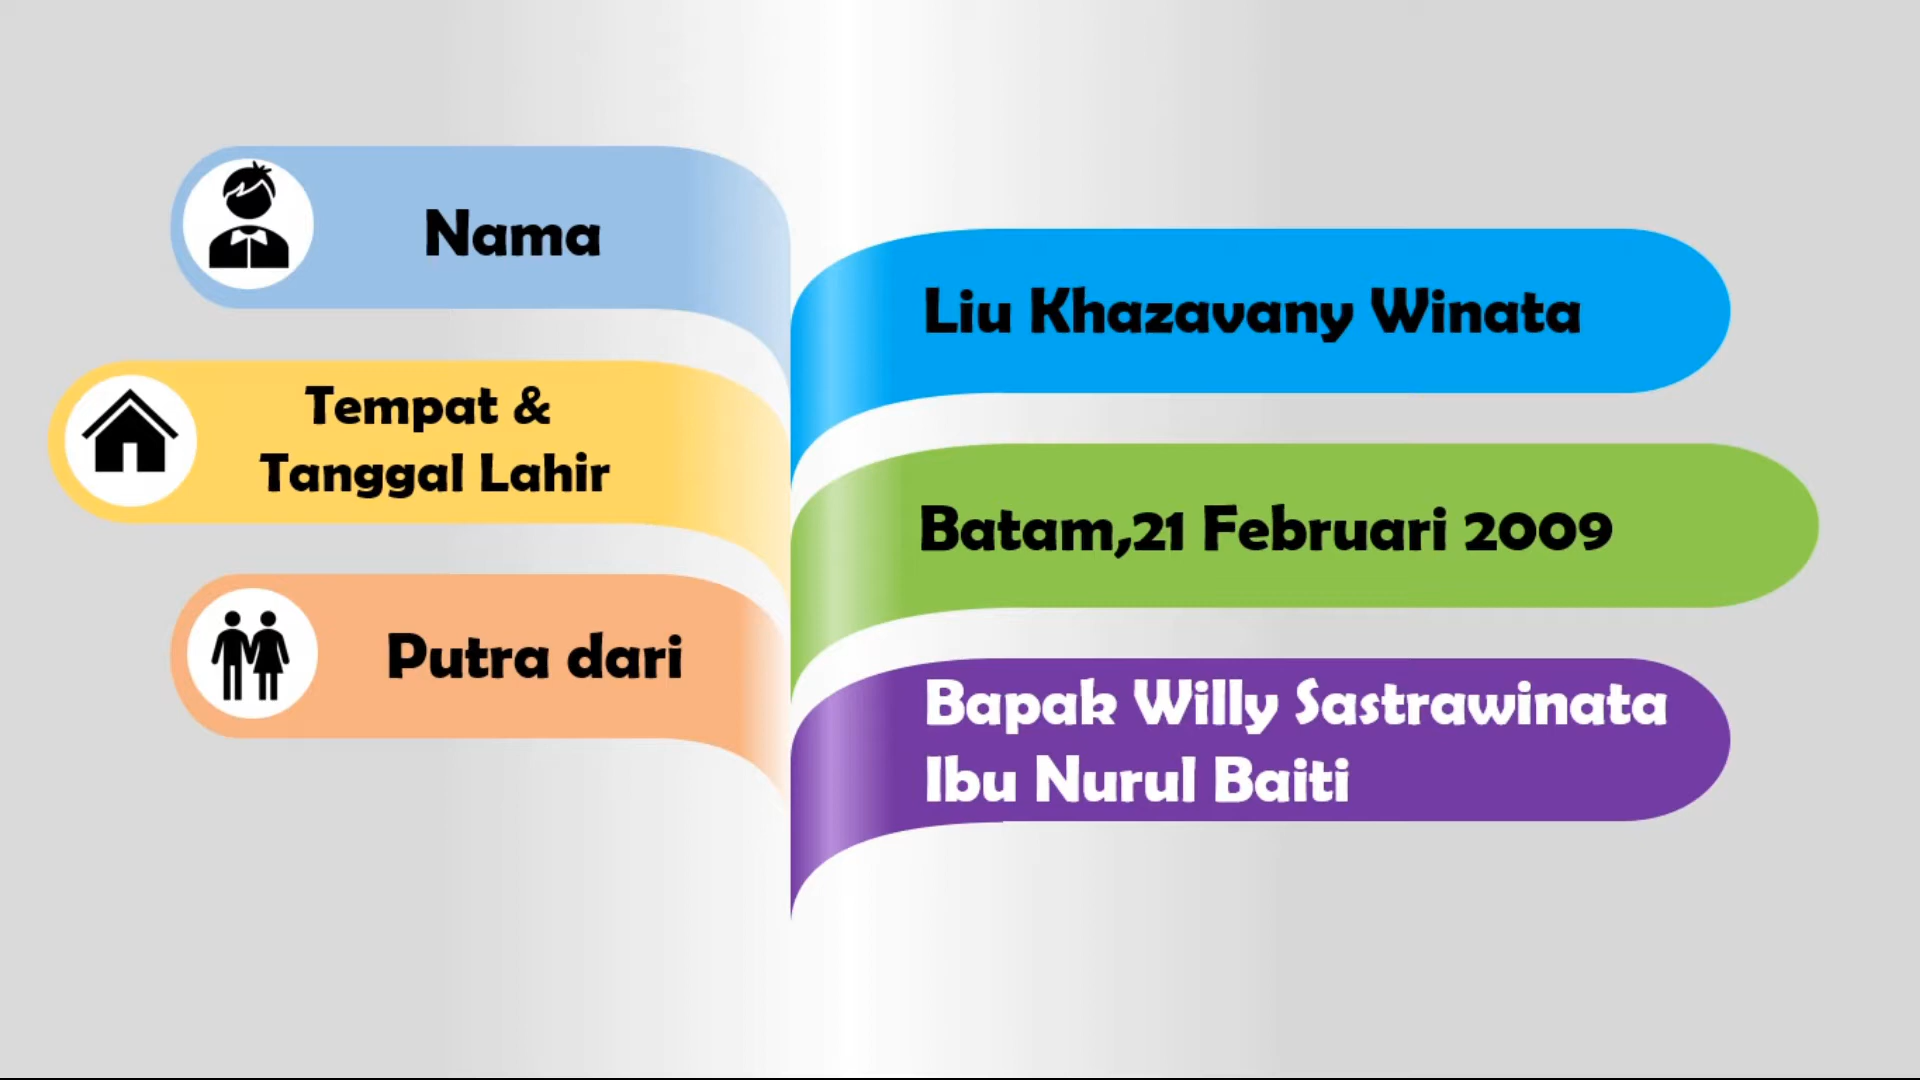 Nama
Liu Khazavany Winata
Tempat &
Tanggal Lahir
Batam,21 Februari 2009
Putra dari
Bapak Willy Sastrawinata
Ibu Nurul Baiti